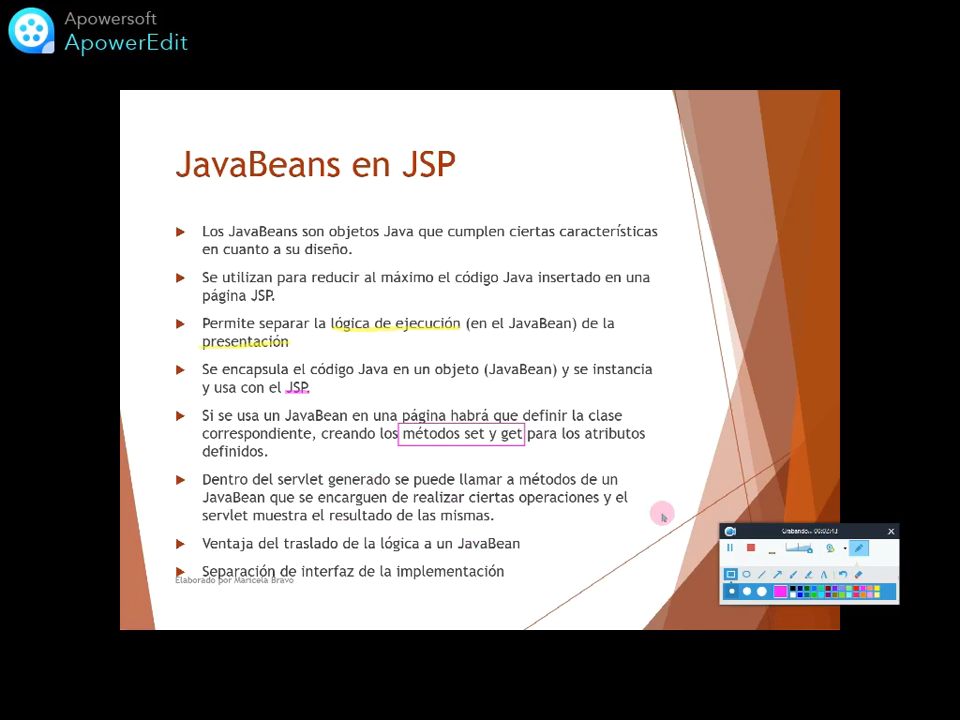 Apowersoft
ApowerEdit
JavaBeans en JSP
Los JavaBeans son objetos Java que cumplen ciertas características
en cuanto a su diseño.
Se utilizan para reducir al máximo el código Java insertado en una
página JSP.
Permite separar la lógica de ejecución (en el JavaBean) de la
presentación
Se encapsula el código Java en un objeto (JavaBean) y se instancia
y usa con el JSP.
Si se usa un JavaBean en una página habrá que definir la clase
correspondiente, creando los métodos set y get para los atributos
definidos.
Dentro del servlet generado se puede llamar a métodos de un
JavaBean que se encarguen de realizar ciertas operaciones y el
servlet muestra el resultado de las mismas.
Ventaja del traslado de la lógica a un JavaBean
Separación de interfaz de la implementación
Elaborado por Maricela Bravo
Grabando...